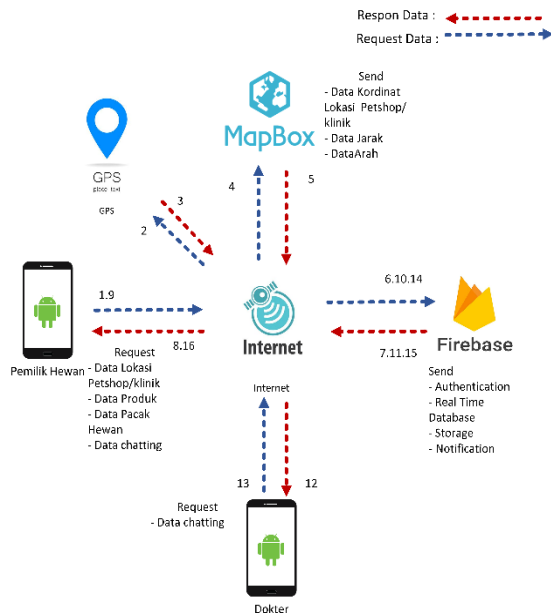 Respon Data :
Request Data :
Send
- Data Kordinat
Lokasi Petshop/
klinik
- Data Jarak
- DataArah
MapBox
GPS
place text
GPS
3
2
4
5
1.9
8.16
6.10.14
7.11.15
Internet
Internet
Firebase
Send
- Authentication
- Real Time
Database
- Storage
- Notification
Pemilik Hewan
Request
- Data Lokasi
Petshop/klinik
- Data Produk
- Data Pacak
Hewan
- Data chatting
13
12
Request
- Data chatting
Dokter